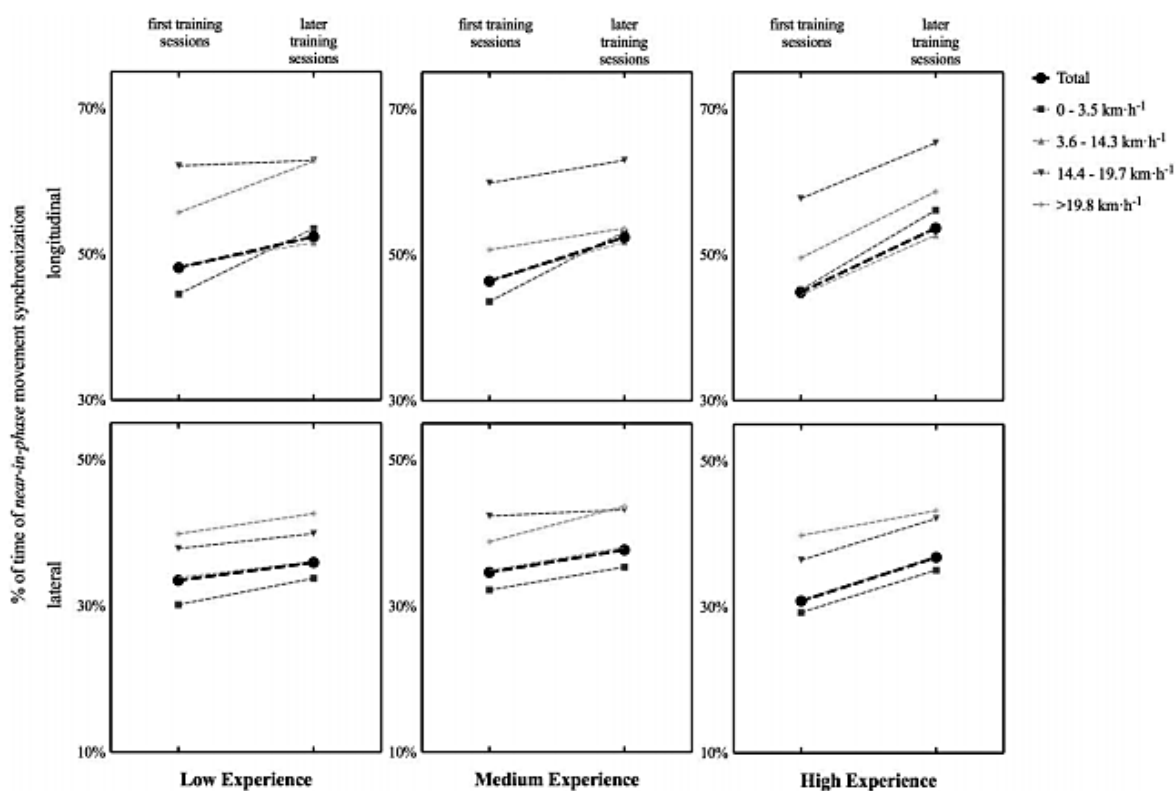 first training
sessions
later
training
sessions
first training
sessions
later
training
sessions
first training
sessions
later
training
sessions
Total
0 - 3.5 km·h-1
3.6 - 14.3 km·h-1
14.4 - 19.7 km·h-1
>19.8 km·h-1
% of time of near-in-phase movement synchronization
longitudinal
70%
50%
30%
70%
50%
30%
70%
50%
30%
lateral
50%
30%
10%
50%
30%
10%
50%
30%
10%
Low Experience
Medium Experience
High Experience